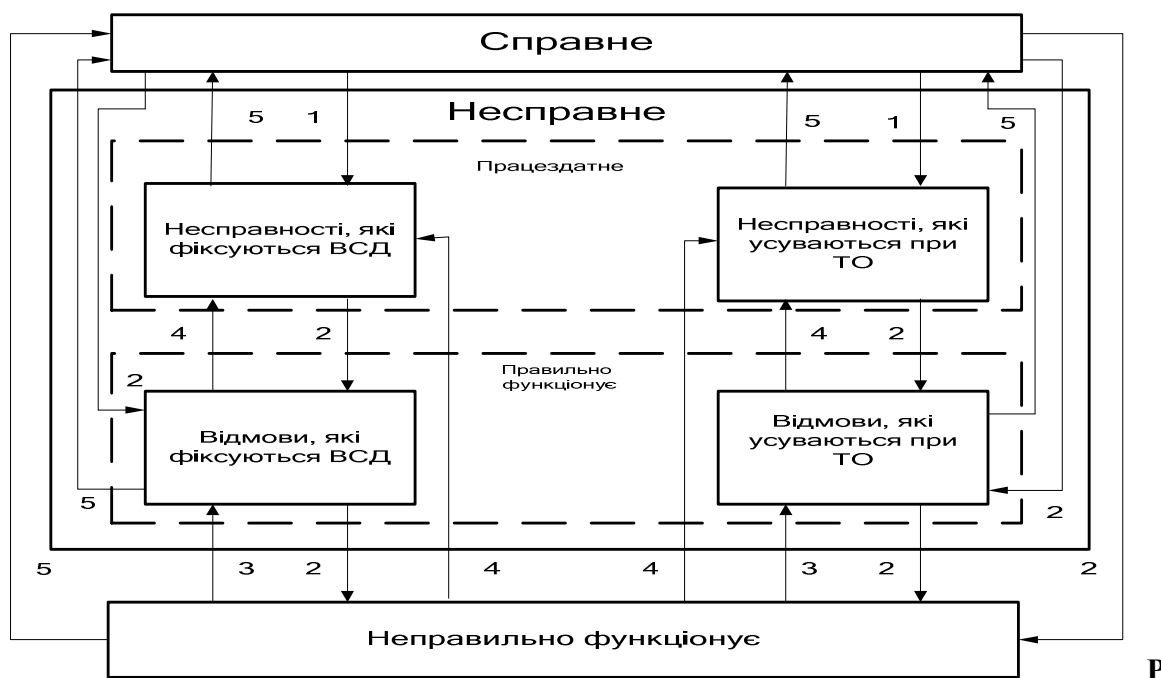 Справне
Несправне
5 1 5 1 5
Працездатне
Несправності, які
фіксуються ВСД
Несправності, які
усуваються при
ТО
4 2 4 2
Правильно
функціонує
2
Відмови, які
фіксуються ВСД
Відмови, які
усуваються при
ТО
5 2
5 3 2 4 4 3 2 2
Неправильно функціонує
Р